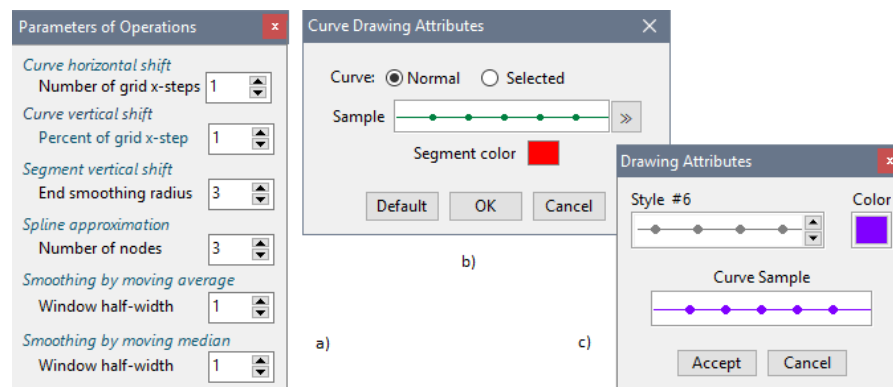 Parameters of Operations x
Curve horizontal shift
Number of grid x-steps 1
Curve vertical shift
Percent of grid x-step 1
Segment vertical shift
End smoothing radius 3
Spline approximation
Number of nodes 3
Smoothing by moving average
Window half-width 1
Smoothing by moving median
Window half-width 1
a)
Curve Drawing Attributes
Curve: Normal Selected
Sample »
Segment color
Default OK Cancel
b)
Drawing Attributes x
Style #6 Color
Curve Sample
Accept Cancel
c)